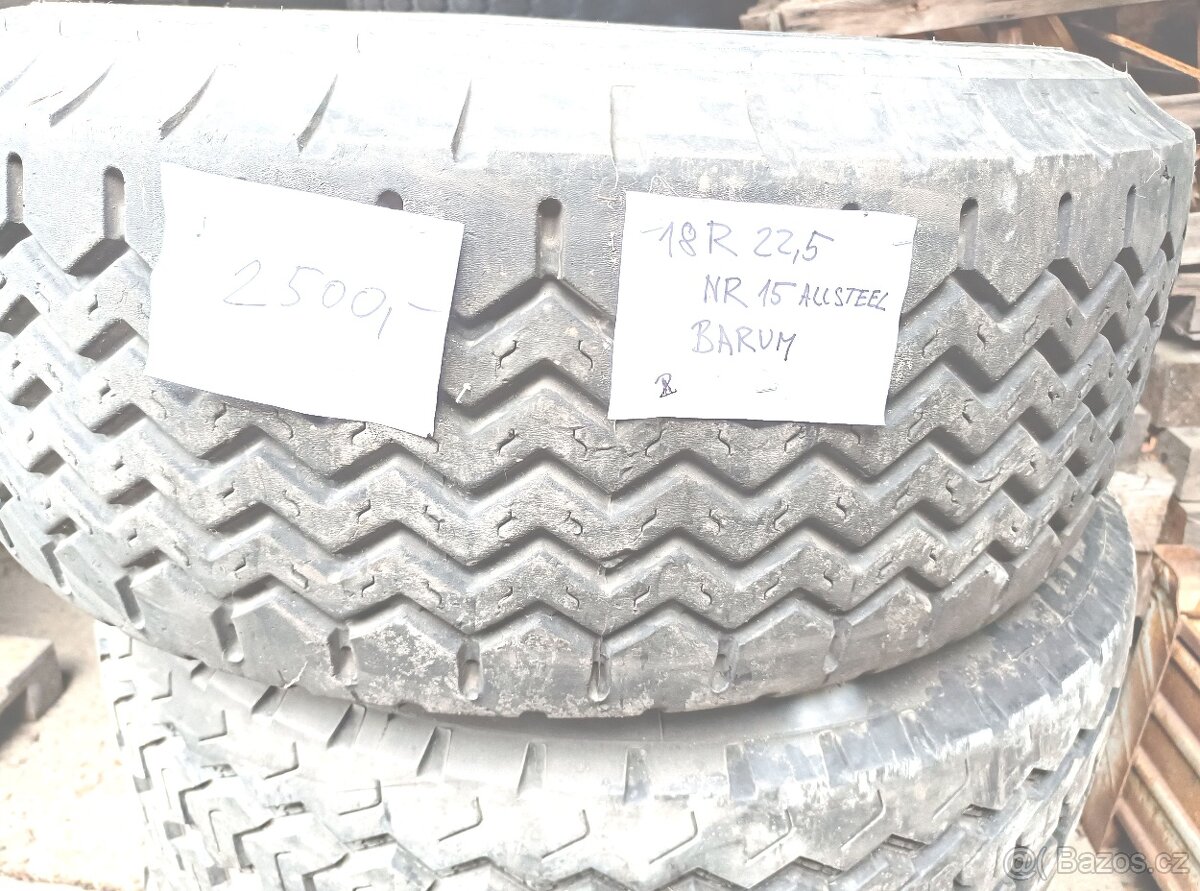 2500,-
18R 22,5
NR 15 ALLSTEEL
BARUM
@( Bazos.cz